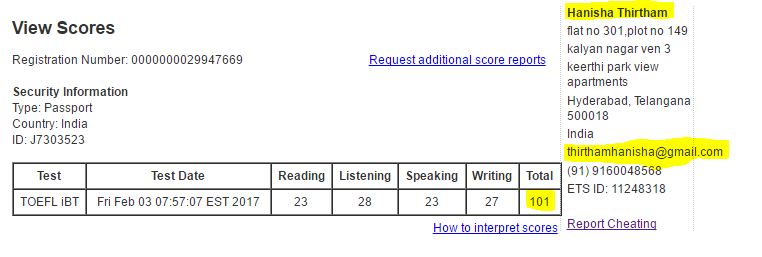 View Scores
Registration Number: 0000000029947669
Request additional score reports
Security Information
Type: Passport
Country: India
ID: J7303523
Test Test Date Reading Listening Speaking Writing Total
TOEFL iBT Fri Feb 03 07:57:07 EST 2017 23 28 23 27 101
How to interpret scores
Hanisha Thirtham
flat no 301,plot no 149
kalyan nagar ven 3
keerthi park view
apartments
Hyderabad, Telangana
500018
India
thirthamhanisha@gmail.com
(91) 9160048568
ETS ID: 11248318
Report Cheating